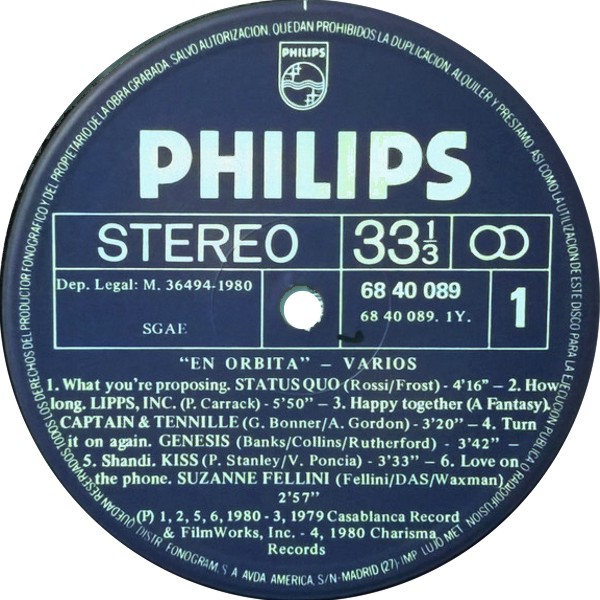 RESERVADOS TODOS LOS DERECHOS DEL PRODUCTOR FONOGRAFICO Y DEL PROPIETARIO DE LA OBRA GRABADA. SALVO AUTORIZACION, QUEDAN PROHIBIDOS LA DUPLICACION, ALQUILER Y PRESTAMO, ASI COMO LA UTILIZACION DE ESTE DISCO PARA LA EJECUCION PUBLICA O RADIODIFUSION.
PHILIPS
PHILIPS
STEREO
33 1/3
Dep. Legal: M. 36494-1980
SGAE
68 40 089
68 40 089. 1Y.
1
"EN ORBITA" - VARIOS
1. What you're proposing. STATUS QUO (Rossi/Frost) - 4'16" - 2. How
long. LIPPS, INC. (P. Carrack) - 5'50" - 3. Happy together (A Fantasy).
CAPTAIN & TENNILLE (G. Bonner/A. Gordon) - 3'20" - 4. Turn
it on again. GENESIS (Banks/Collins/Rutherford) - 3'42" -
5. Shandi. KISS (P. Stanley/V. Poncia) - 3'33" - 6. Love on
the phone. SUZANNE FELLINI (Fellini/DAS/Waxman)
2'57"
(P) 1, 2, 5, 6, 1980 - 3, 1979 Casablanca Record
& FilmWorks, Inc. - 4, 1980 Charisma
Records
DISTR. FONOGRAM, S. A. AVDA. AMERICA, S/N - MADRID (27) - IMP. LUTO MET.